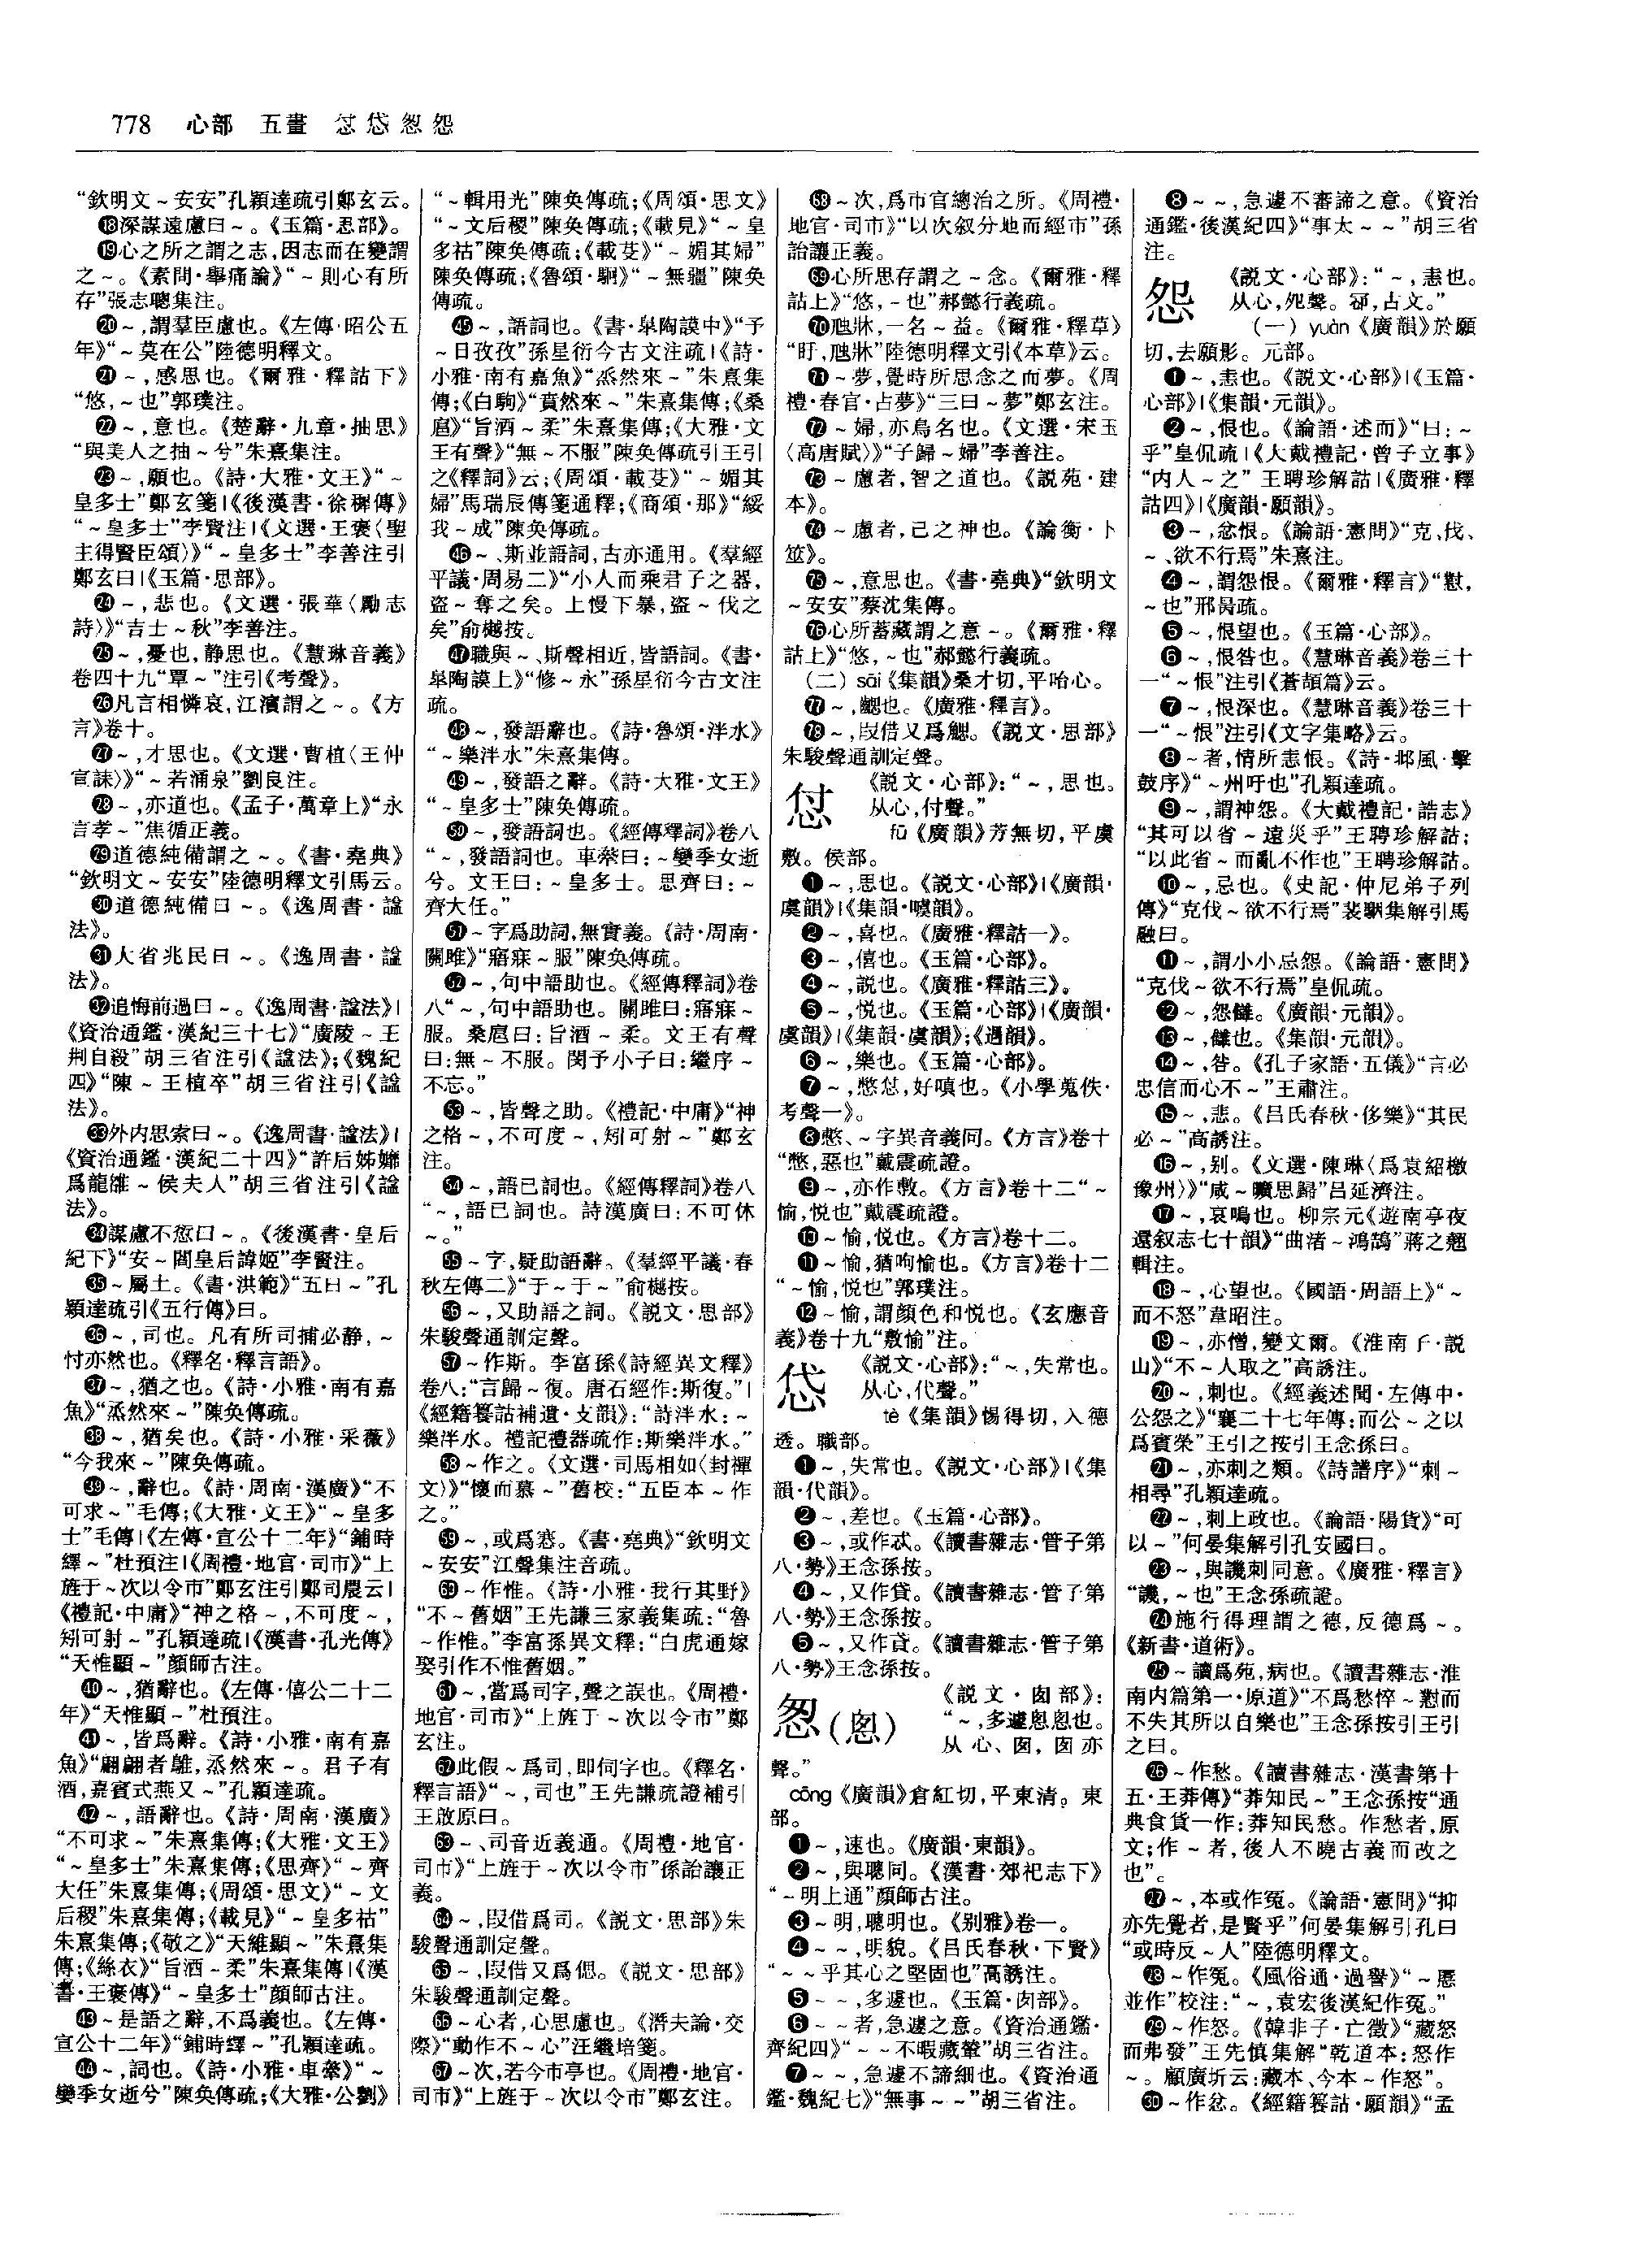 778 心部 五畫 㤔㤥怱怨
“欽明文～安安”孔穎達疏引鄭玄云。
⓲深謀遠慮曰～。《玉篇·思部》。
⓳心之所之謂之志,因志而在變謂
之～。《素問·舉痛論》“～則心有所
存”張志聰集注。
⓴～,謂羣臣慮也。《左傳·昭公五
年》“～莫在公”陸德明釋文。
㉑～,感思也。《爾雅·釋詁下》
“悠,～也”郭璞注。
㉒～,意也。《楚辭·九章·抽思》
“與美人之抽～兮”朱熹集注。
㉓～,願也。《詩·大雅·文王》“～
皇多士”鄭玄箋|《後漢書·徐穉傳》
“～皇多士”李賢注|《文選·王褒〈聖
主得賢臣頌〉》“～皇多士”李善注引
鄭玄曰|《玉篇·思部》。
㉔～,悲也。《文選·張華〈勵志
詩〉》“吉士～秋”李善注。
㉕～,憂也,静思也。《慧琳音義》
卷四十九“覃～”注引《考聲》。
㉖凡言相憐哀,江濱謂之～。《方
言》卷十。
㉗～,才思也。《文選·曹植〈王仲
宣誄〉》“～若涌泉”劉良注。
㉘～,亦道也。《孟子·萬章上》“永
言孝～”焦循正義。
㉙道德純備謂之～。《書·堯典》
“欽明文～安安”陸德明釋文引馬云。
㉚道德純備曰～。《逸周書·諡
法》。
㉛大省兆民曰～。《逸周書·諡
法》。
㉜追悔前過曰～。《逸周書·諡法》|
《資治通鑑·漢紀三十七》“廣陵～王
荆自殺”胡三省注引《諡法》;《魏紀
四》“陳～王植卒”胡三省注引《諡
法》。
㉝外内思索曰～。《逸周書·諡法》|
《資治通鑑·漢紀二十四》“許后姊孊
爲龍雒～侯夫人”胡三省注引《諡
法》。
㉞謀慮不愆曰～。《後漢書·皇后
紀下》“安～閻皇后諱姬”李賢注。
㉟～屬土。《書·洪範》“五曰～”孔
穎達疏引《五行傳》曰。
㊱～,司也。凡有所司捕必静,～
忖亦然也。《釋名·釋言語》。
㊲～,猶之也。《詩·小雅·南有嘉
魚》“烝然來～”陳奂傳疏。
㊳～,猶矣也。《詩·小雅·采薇》
“今我來～”陳奂傳疏。
㊴～,辭也。《詩·周南·漢廣》“不
可求～”毛傳;《大雅·文王》“～皇多
士”毛傳|《左傳·宣公十二年》“鋪時
繹～”杜預注|《周禮·地官·司市》“上
旌于～次以令市”鄭玄注引鄭司農云|
《禮記·中庸》“神之格～,不可度～,
矧可射～”孔穎達疏|《漢書·孔光傳》
“天惟顯～”顔師古注。
㊵～,猶辭也。《左傳·僖公二十二
年》“天惟顯～”杜預注。
㊶～,皆爲辭。《詩·小雅·南有嘉
魚》“翩翩者鵻,烝然來～。君子有
酒,嘉賓式燕又～”孔穎達疏。
㊷～,語辭也。《詩·周南·漢廣》
“不可求～”朱熹集傳;《大雅·文王》
“～皇多士”朱熹集傳;《思齊》“～齊
大任”朱熹集傳;《周頌·思文》“～文
后稷”朱熹集傳;《載見》“～皇多祜”
朱熹集傳;《敬之》“天維顯～”朱熹集
傳;《絲衣》“旨酒～柔”朱熹集傳|《漢
書·王褒傳》“～皇多士”顔師古注。
㊸～是語之辭,不爲義也。《左傳·
宣公十二年》“鋪時繹～”孔穎達疏。
㊹～,詞也。《詩·小雅·車舝》“～
孌季女逝兮”陳奂傳疏;《大雅·公劉》
“～輯用光”陳奂傳疏;《周頌·思文》
“～文后稷”陳奂傳疏;《載見》“～皇
多祜”陳奂傳疏;《載芟》“～媚其婦”
陳奂傳疏;《魯頌·駉》“～無疆”陳奂
傳疏。
㊺～,語詞也。《書·臯陶謨中》“予
～日孜孜”孫星衍今古文注疏|《詩·
小雅·南有嘉魚》“烝然來～”朱熹集
傳;《白駒》“賁然來～”朱熹集傳;《桑
扈》“旨酒～柔”朱熹集傳;《大雅·文
王有聲》“無～不服”陳奂傳疏引王引
之《釋詞》云;《周頌·載芟》“～媚其
婦”馬瑞辰傳箋通釋;《商頌·那》“綏
我～成”陳奂傳疏。
㊻～、斯並語詞,古亦通用。《羣經
平議·周易二》“小人而乘君子之器,
盗～奪之矣。上慢下暴,盗～伐之
矣”俞樾按。
㊼職與～、斯聲相近,皆語詞。《書·
臯陶謨上》“修～永”孫星衍今古文注
疏。
㊽～,發語辭也。《詩·魯頌·泮水》
“～樂泮水”朱熹集傳。
㊾～,發語之辭。《詩·大雅·文王》
“～皇多士”陳奂傳疏。
㊿～,發語詞也。《經傳釋詞》卷八
“～,發語詞也。車舝曰:～孌季女逝
兮。文王曰:～皇多士。思齊曰:～
齊大任。”
51～字爲助詞,無實義。《詩·周南·
關雎》“寤寐～服”陳奂傳疏。
52～,句中語助也。《經傳釋詞》卷
八“～,句中語助也。關雎曰:寤寐～
服。桑扈曰:旨酒～柔。文王有聲
曰:無～不服。閔予小子曰:繼序～
不忘。”
53～,皆聲之助。《禮記·中庸》“神
之格～,不可度～,矧可射～”鄭玄
注。
54～,語已詞也。《經傳釋詞》卷八
“～,語已詞也。詩漢廣曰:不可休
～。”
55～字,疑助語辭。《羣經平議·春
秋左傳二》“于～于～”俞樾按。
56～,又助語之詞。《説文·思部》
朱駿聲通訓定聲。
57～作斯。李富孫《詩經異文釋》
卷八:“言歸～復。唐石經作:斯復。”|
《經籍籑詁補遺·支韻》:“詩泮水:～
樂泮水。禮記禮器疏作:斯樂泮水。”
58～作之。《文選·司馬相如〈封禪
文〉》“懷而慕～”舊校:“五臣本～作
之。”
59～,或爲塞。《書·堯典》“欽明文
～安安”江聲集注音疏。
60～作惟。《詩·小雅·我行其野》
“不～舊姻”王先謙三家義集疏:“魯
～作惟。”李富孫異文釋:“白虎通嫁
娶引作不惟舊姻。”
61～,當爲司字,聲之誤也。《周禮·
地官·司市》“上旌于～次以令市”鄭
玄注。
62此假～爲司,即伺字也。《釋名·
釋言語》“～,司也”王先謙疏證補引
王啟原曰。
63～、司音近義通。《周禮·地官·
司市》“上旌于～次以令市”孫詒讓正
義。
64～,叚借爲司。《説文·思部》朱
駿聲通訓定聲。
65～,叚借又爲偲。《説文·思部》
朱駿聲通訓定聲。
66～心者,心思慮也。《潛夫論·交
際》“動作不～心”汪繼培箋。
67～次,若今市亭也。《周禮·地官·
司市》“上旌于～次以令市”鄭玄注。
68～次,爲市官總治之所。《周禮·
地官·司市》“以次叙分地而經市”孫
詒讓正義。
69心所思存謂之～念。《爾雅·釋
詁上》“悠,～也”郝懿行義疏。
70虺牀,一名～益。《爾雅·釋草》
“盱,虺牀”陸德明釋文引《本草》云。
71～夢,覺時所思念之而夢。《周
禮·春官·占夢》“三曰～夢”鄭玄注。
72～婦,亦鳥名也。《文選·宋玉
〈高唐賦〉》“子歸～婦”李善注。
73～慮者,智之道也。《説苑·建
本》。
74～慮者,己之神也。《論衡·卜
筮》。
75～,意思也。《書·堯典》“欽明文
～安安”蔡沈集傳。
76心所蓄藏謂之意～。《爾雅·釋
詁上》“悠,～也”郝懿行義疏。
(二) sāi《集韻》桑才切,平咍心。
77～,䚡也。《廣雅·釋言》。
78～,叚借又爲䚡。《説文·思部》
朱駿聲通訓定聲。
㤔 《説文·心部》:“～,思也。
从心,付聲。”
fū《廣韻》芳無切,平虞
敷。侯部。
❶～,思也。《説文·心部》|《廣韻·
虞韻》|《集韻·噳韻》。
❷～,喜也。《廣雅·釋詁一》。
❸～,僖也。《玉篇·心部》。
❹～,説也。《廣雅·釋詁三》。
❺～,悦也。《玉篇·心部》|《廣韻·
虞韻》|《集韻·虞韻》;《遇韻》。
❻～,樂也。《玉篇·心部》。
❼～,憋㤔,好嗔也。《小學蒐佚·
考聲一》。
❽憋、～字異音義同。《方言》卷十
“憋,惡也”戴震疏證。
❾～,亦作敷。《方言》卷十二“～
愉,悦也”戴震疏證。
❿～愉,悦也。《方言》卷十二。
⓫～愉,猶呴愉也。《方言》卷十二
“～愉,悦也”郭璞注。
⓬～愉,謂顔色和悦也。《玄應音
義》卷十九“敷愉”注。
㤥 《説文·心部》:“～,失常也。
从心,代聲。”
tè《集韻》惕得切,入德
透。職部。
❶～,失常也。《説文·心部》|《集
韻·代韻》。
❷～,差也。《玉篇·心部》。
❸～,或作忒。《讀書雜志·管子第
八·勢》王念孫按。
❹～,又作貸。《讀書雜志·管子第
八·勢》王念孫按。
❺～,又作貣。《讀書雜志·管子第
八·勢》王念孫按。
怱(悤) 《説文·囱部》:
“～,多遽悤悤也。
从心、囱,囱亦
聲。”
cōng《廣韻》倉紅切,平東清。東
部。
❶～,速也。《廣韻·東韻》。
❷～,與聰同。《漢書·郊祀志下》
“～明上通”顔師古注。
❸～明,聰明也。《别雅》卷一。
❹～～,明貌。《吕氏春秋·下賢》
“～～乎其心之堅固也”高誘注。
❺～～,多遽也。《玉篇·囱部》。
❻～～者,急遽之意。《資治通鑑·
齊紀四》“～～不暇藏輦”胡三省注。
❼～～,急遽不諦細也。《資治通
鑑·魏紀七》“無事～～”胡三省注。
❽～～,急遽不審諦之意。《資治
通鑑·後漢紀四》“事太～～”胡三省
注。
怨 《説文·心部》:“～,恚也。
从心,夗聲。,古文。”
(一) yuàn《廣韻》於願
切,去願影。元部。
❶～,恚也。《説文·心部》|《玉篇·
心部》|《集韻·元韻》。
❷～,恨也。《論語·述而》“曰:～
乎”皇侃疏|《大戴禮記·曾子立事》
“内人～之”王聘珍解詁|《廣雅·釋
詁四》|《廣韻·願韻》。
❸～,忿恨。《論語·憲問》“克、伐、
～、欲不行焉”朱熹注。
❹～,謂怨恨。《爾雅·釋言》“懟,
～也”邢昺疏。
❺～,恨望也。《玉篇·心部》。
❻～,恨咎也。《慧琳音義》卷三十
一“～恨”注引《蒼頡篇》云。
❼～,恨深也。《慧琳音義》卷三十
一“～恨”注引《文字集略》云。
❽～者,情所恚恨。《詩·邶風·擊
鼓序》“～州吁也”孔穎達疏。
❾～,謂神怨。《大戴禮記·誥志》
“其可以省～遠災乎”王聘珍解詁;
“以此省～而亂不作也”王聘珍解詁。
❿～,忌也。《史記·仲尼弟子列
傳》“克伐～欲不行焉”裴駰集解引馬
融曰。
⓫～,謂小小忌怨。《論語·憲問》
“克伐～欲不行焉”皇侃疏。
⓬～,怨讎。《廣韻·元韻》。
⓭～,讎也。《集韻·元韻》。
⓮～,咎。《孔子家語·五儀》“言必
忠信而心不～”王肅注。
⓯～,悲。《吕氏春秋·侈樂》“其民
必～”高誘注。
⓰～,别。《文選·陳琳〈爲袁紹檄
豫州〉》“咸～曠思歸”吕延濟注。
⓱～,哀鳴也。柳宗元《遊南亭夜
還叙志七十韻》“曲渚～鴻鵠”蔣之翹
輯注。
⓲～,心望也。《國語·周語上》“～
而不怒”韋昭注。
⓳～,亦憎,變文爾。《淮南子·説
山》“不～人取之”高誘注。
⓴～,刺也。《經義述聞·左傳中·
公怨之》“襄二十七年傳:而公～之以
爲賓榮”王引之按引王念孫曰。
㉑～,亦刺之類。《詩譜序》“刺～
相尋”孔穎達疏。
㉒～,刺上政也。《論語·陽貨》“可
以～”何晏集解引孔安國曰。
㉓～,與譏刺同意。《廣雅·釋言》
“譏,～也”王念孫疏證。
㉔施行得理謂之德,反德爲～。
《新書·道術》。
㉕～讀爲苑,病也。《讀書雜志·淮
南内篇第一·原道》“不爲愁悴～懟而
不失其所以自樂也”王念孫按引王引
之曰。
㉖～作愁。《讀書雜志·漢書第十
五·王莽傳》“莽知民～”王念孫按“通
典食貨一作:莽知民愁。作愁者,原
文;作～者,後人不曉古義而改之
也”。
㉗～,本或作冤。《論語·憲問》“抑
亦先覺者,是賢乎”何晏集解引孔曰
“或時反～人”陸德明釋文。
㉘～作冤。《風俗通·過譽》“～慝
並作”校注:“～,袁宏後漢紀作冤。”
㉙～作怒。《韓非子·亡徵》“藏怒
而弗發”王先慎集解“乾道本:怒作
～。顧廣圻云:藏本、今本～作怒”。
㉚～作忿。《經籍籑詁·願韻》“孟